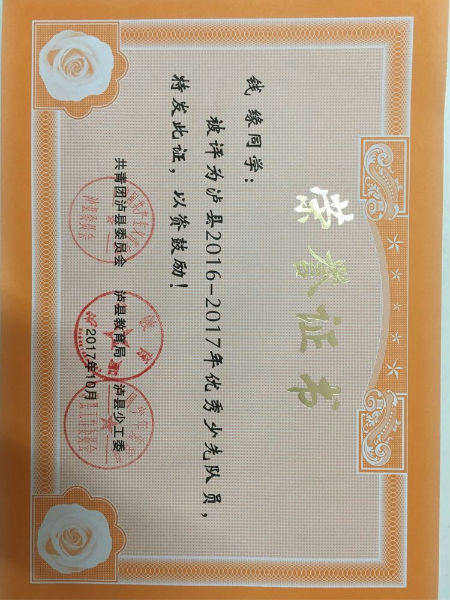 荣誉证书
钱缘同学：
被评为泸县2016-2017年优秀少先队员，
特发此证，以资鼓励！
共青团泸县委员会 泸县教育局 泸县少工委
2017年10月